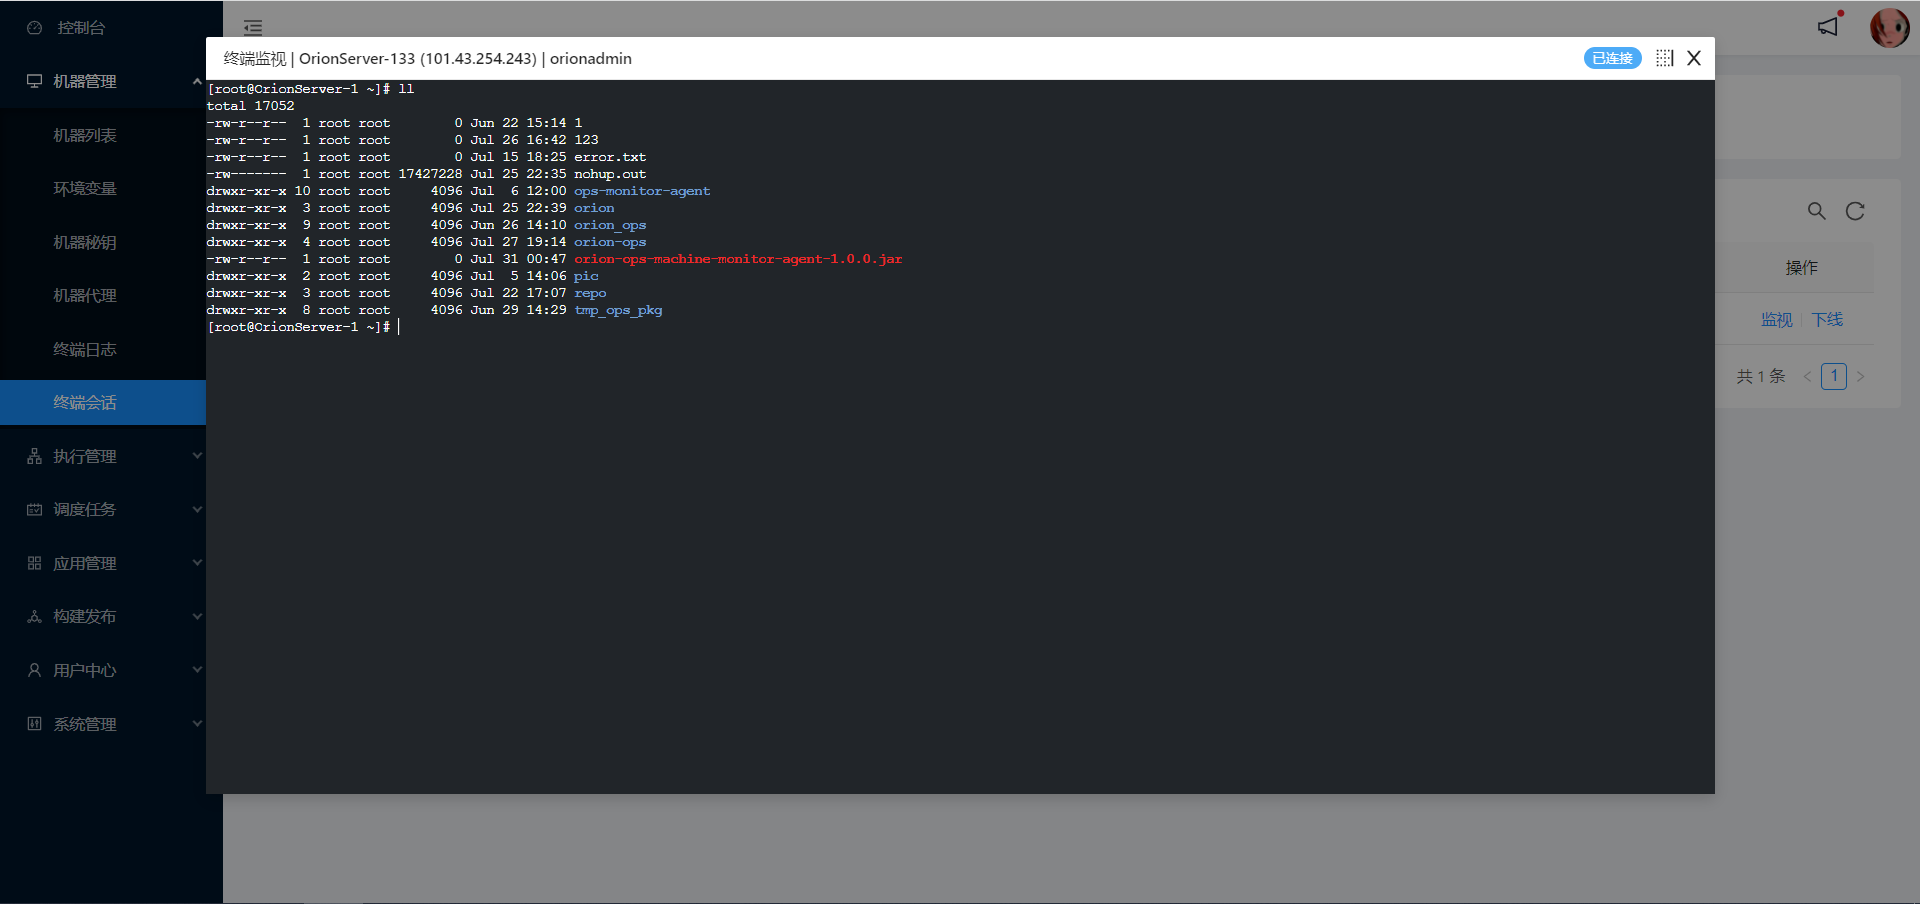 控制台
机器管理
机器列表
环境变量
机器秘钥
机器代理
终端日志
终端会话
执行管理
调度任务
应用管理
构建发布
用户中心
系统管理
终端监视 | OrionServer-133 (101.43.254.243) | orionadmin
已连接
[root@OrionServer-1 ~]# ll
total 17052
-rw-r--r--  1 root root        0 Jun 22 15:14 1
-rw-r--r--  1 root root        0 Jul 26 16:42 123
-rw-r--r--  1 root root        0 Jul 15 18:25 error.txt
-rw-------  1 root root 17427228 Jul 25 22:35 nohup.out
drwxr-xr-x 10 root root     4096 Jul  6 12:00 ops-monitor-agent
drwxr-xr-x  3 root root     4096 Jul 25 22:39 orion
drwxr-xr-x  9 root root     4096 Jun 26 14:10 orion_ops
drwxr-xr-x  4 root root     4096 Jul 27 19:14 orion-ops
-rw-r--r--  1 root root        0 Jul 31 00:47 orion-ops-machine-monitor-agent-1.0.0.jar
drwxr-xr-x  2 root root     4096 Jul  5 14:06 pic
drwxr-xr-x  3 root root     4096 Jul 22 17:07 repo
drwxr-xr-x  8 root root     4096 Jun 29 14:29 tmp_ops_pkg
[root@OrionServer-1 ~]#
操作
监视 下线
共 1 条 < 1 >